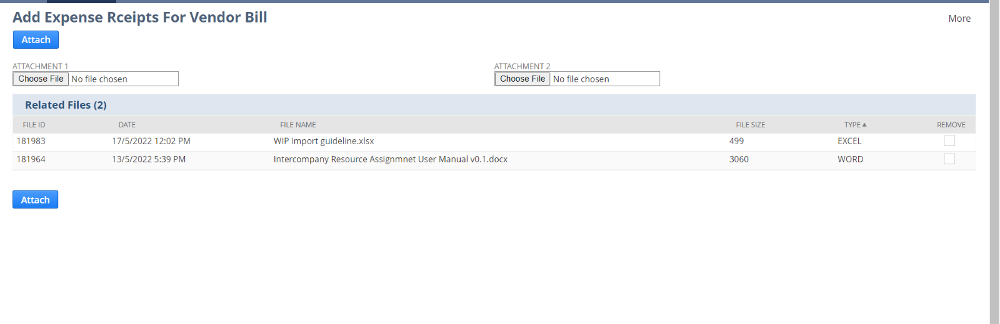 Add Expense Rceipts For Vendor Bill
More
Attach
ATTACHMENT 1
ATTACHMENT 2
Choose File No file chosen
Choose File No file chosen
Related Files (2)
FILE ID DATE FILE NAME FILE SIZE TYPE▲ REMOVE
181983 17/5/2022 12:02 PM WIP Import guideline.xlsx 499 EXCEL
181964 13/5/2022 5:39 PM Intercompany Resource Assignmnet User Manual v0.1.docx 3060 WORD
Attach